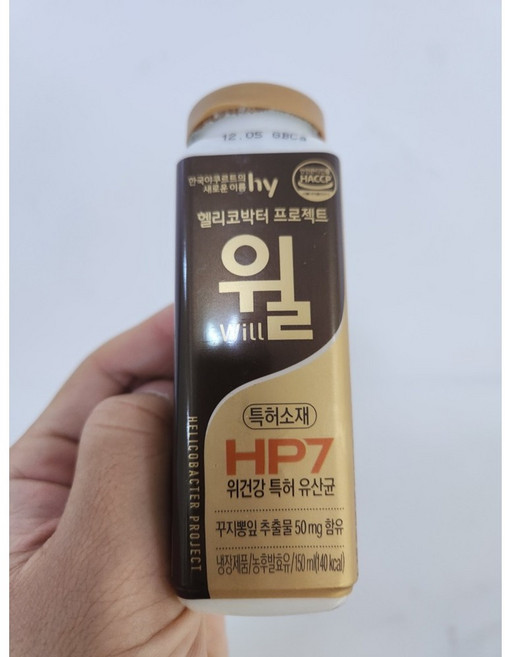 12.05 BBC2
한국야쿠르트의
새로운 이름 hy
HACCP
헬리코박터 프로젝트
윌
Will
특허소재
HP7
위건강 특허 유산균
꾸지뽕잎 추출물 50 mg 함유
냉장제품/농후발효유/150 ml(140 kcal)
HELICOBACTER PROJECT